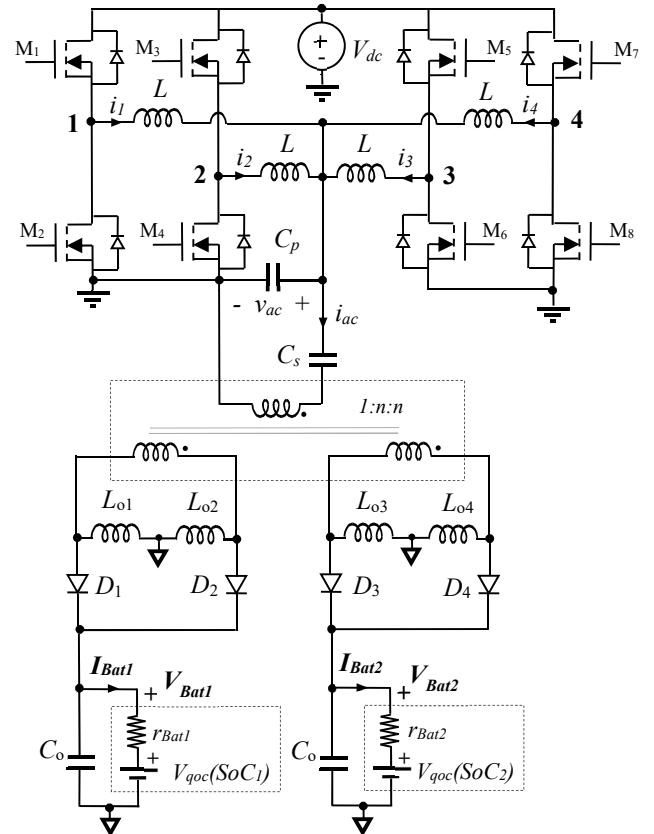 M1 M3 + - Vdc M5 M7
1 i1 L L i4 4
2 i2 L L i3 3
M2 M4 Cp M6 M8
- vac + iac
Cs
1:n:n
Lo1 Lo2 Lo3 Lo4
D1 D2 D3 D4
IBat1 + VBat1 IBat2 + VBat2
rBat1 rBat2
Co + Vqoc(SoC1) Co + Vqoc(SoC2)